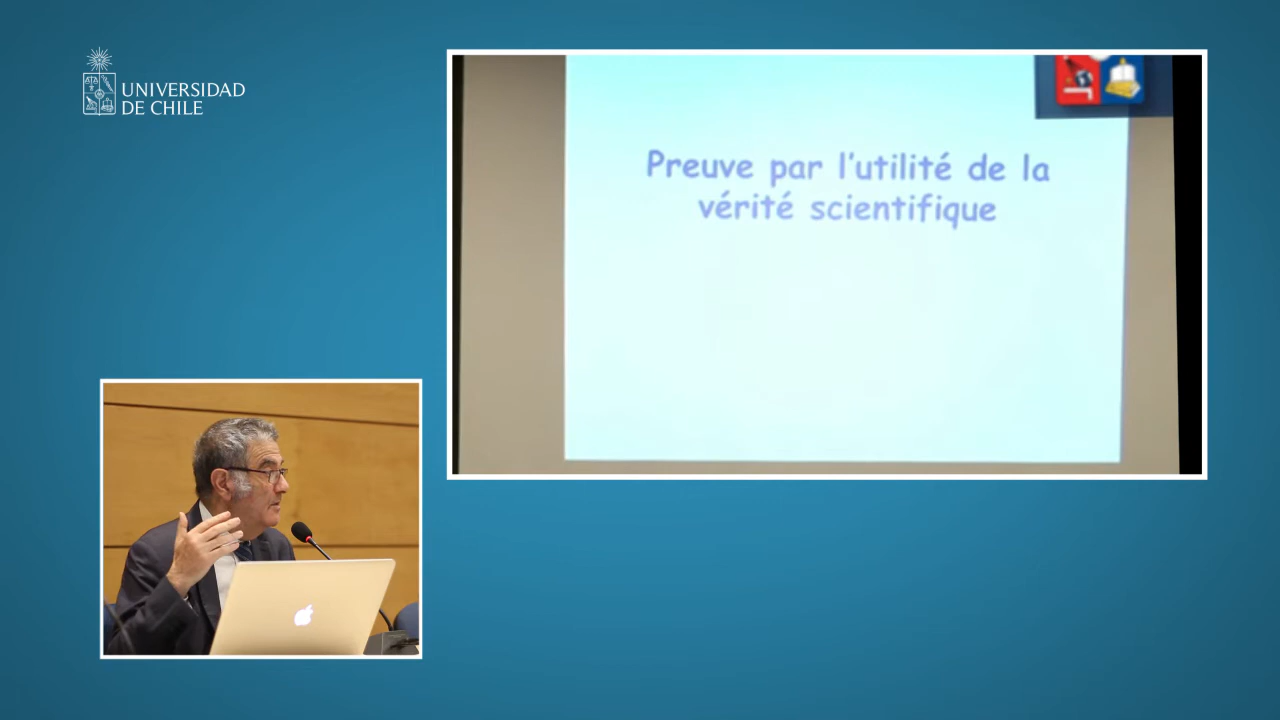 UNIVERSIDAD
DE CHILE
Preuve par l'utilité de la
vérité scientifique